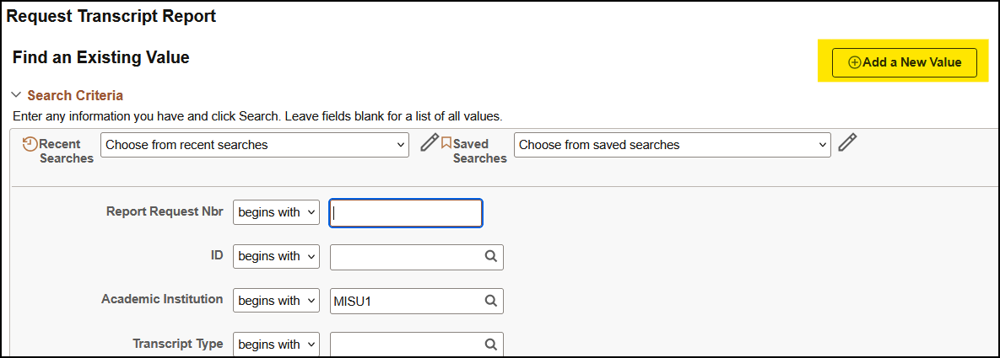 Request Transcript Report
Find an Existing Value
Add a New Value
Search Criteria
Enter any information you have and click Search. Leave fields blank for a list of all values.
Recent Searches
Choose from recent searches
Saved Searches
Choose from saved searches
Report Request Nbr begins with
ID begins with
Academic Institution begins with MISU1
Transcript Type begins with